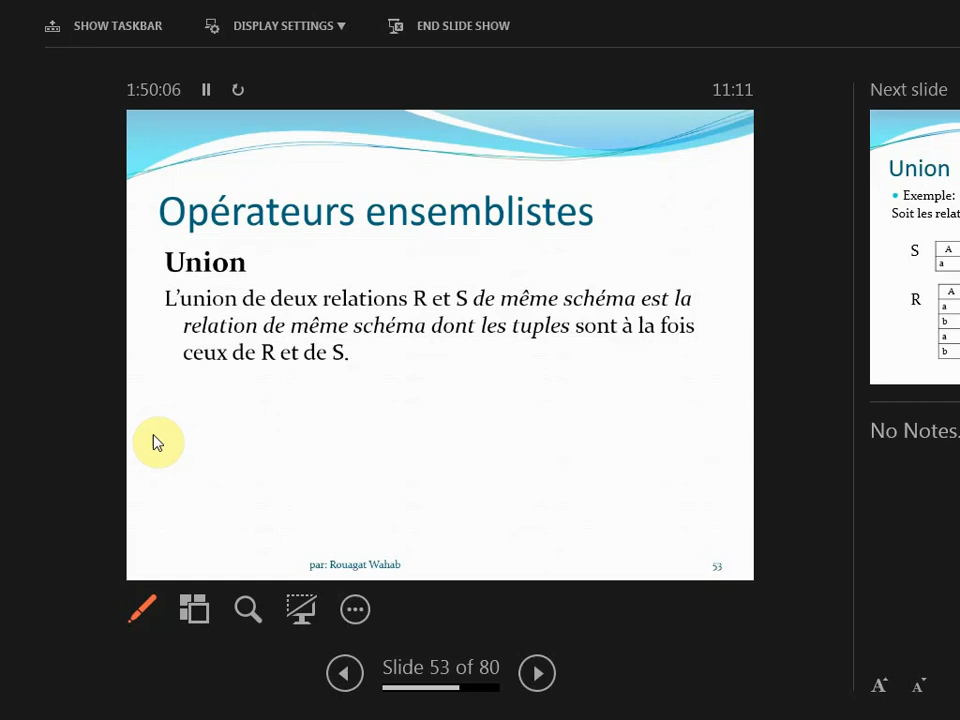 SHOW TASKBAR DISPLAY SETTINGS ▼ END SLIDE SHOW
1:50:06 11:11 Next slide
Opérateurs ensemblistes
Union
L’union de deux relations R et S de même schéma est la
relation de même schéma dont les tuples sont à la fois
ceux de R et de S.
par: Rouagat Wahab 53
Union
Exemple:
Soit les relat
S A
a
R A
a
b
a
b
No Notes.
Slide 53 of 80
A A